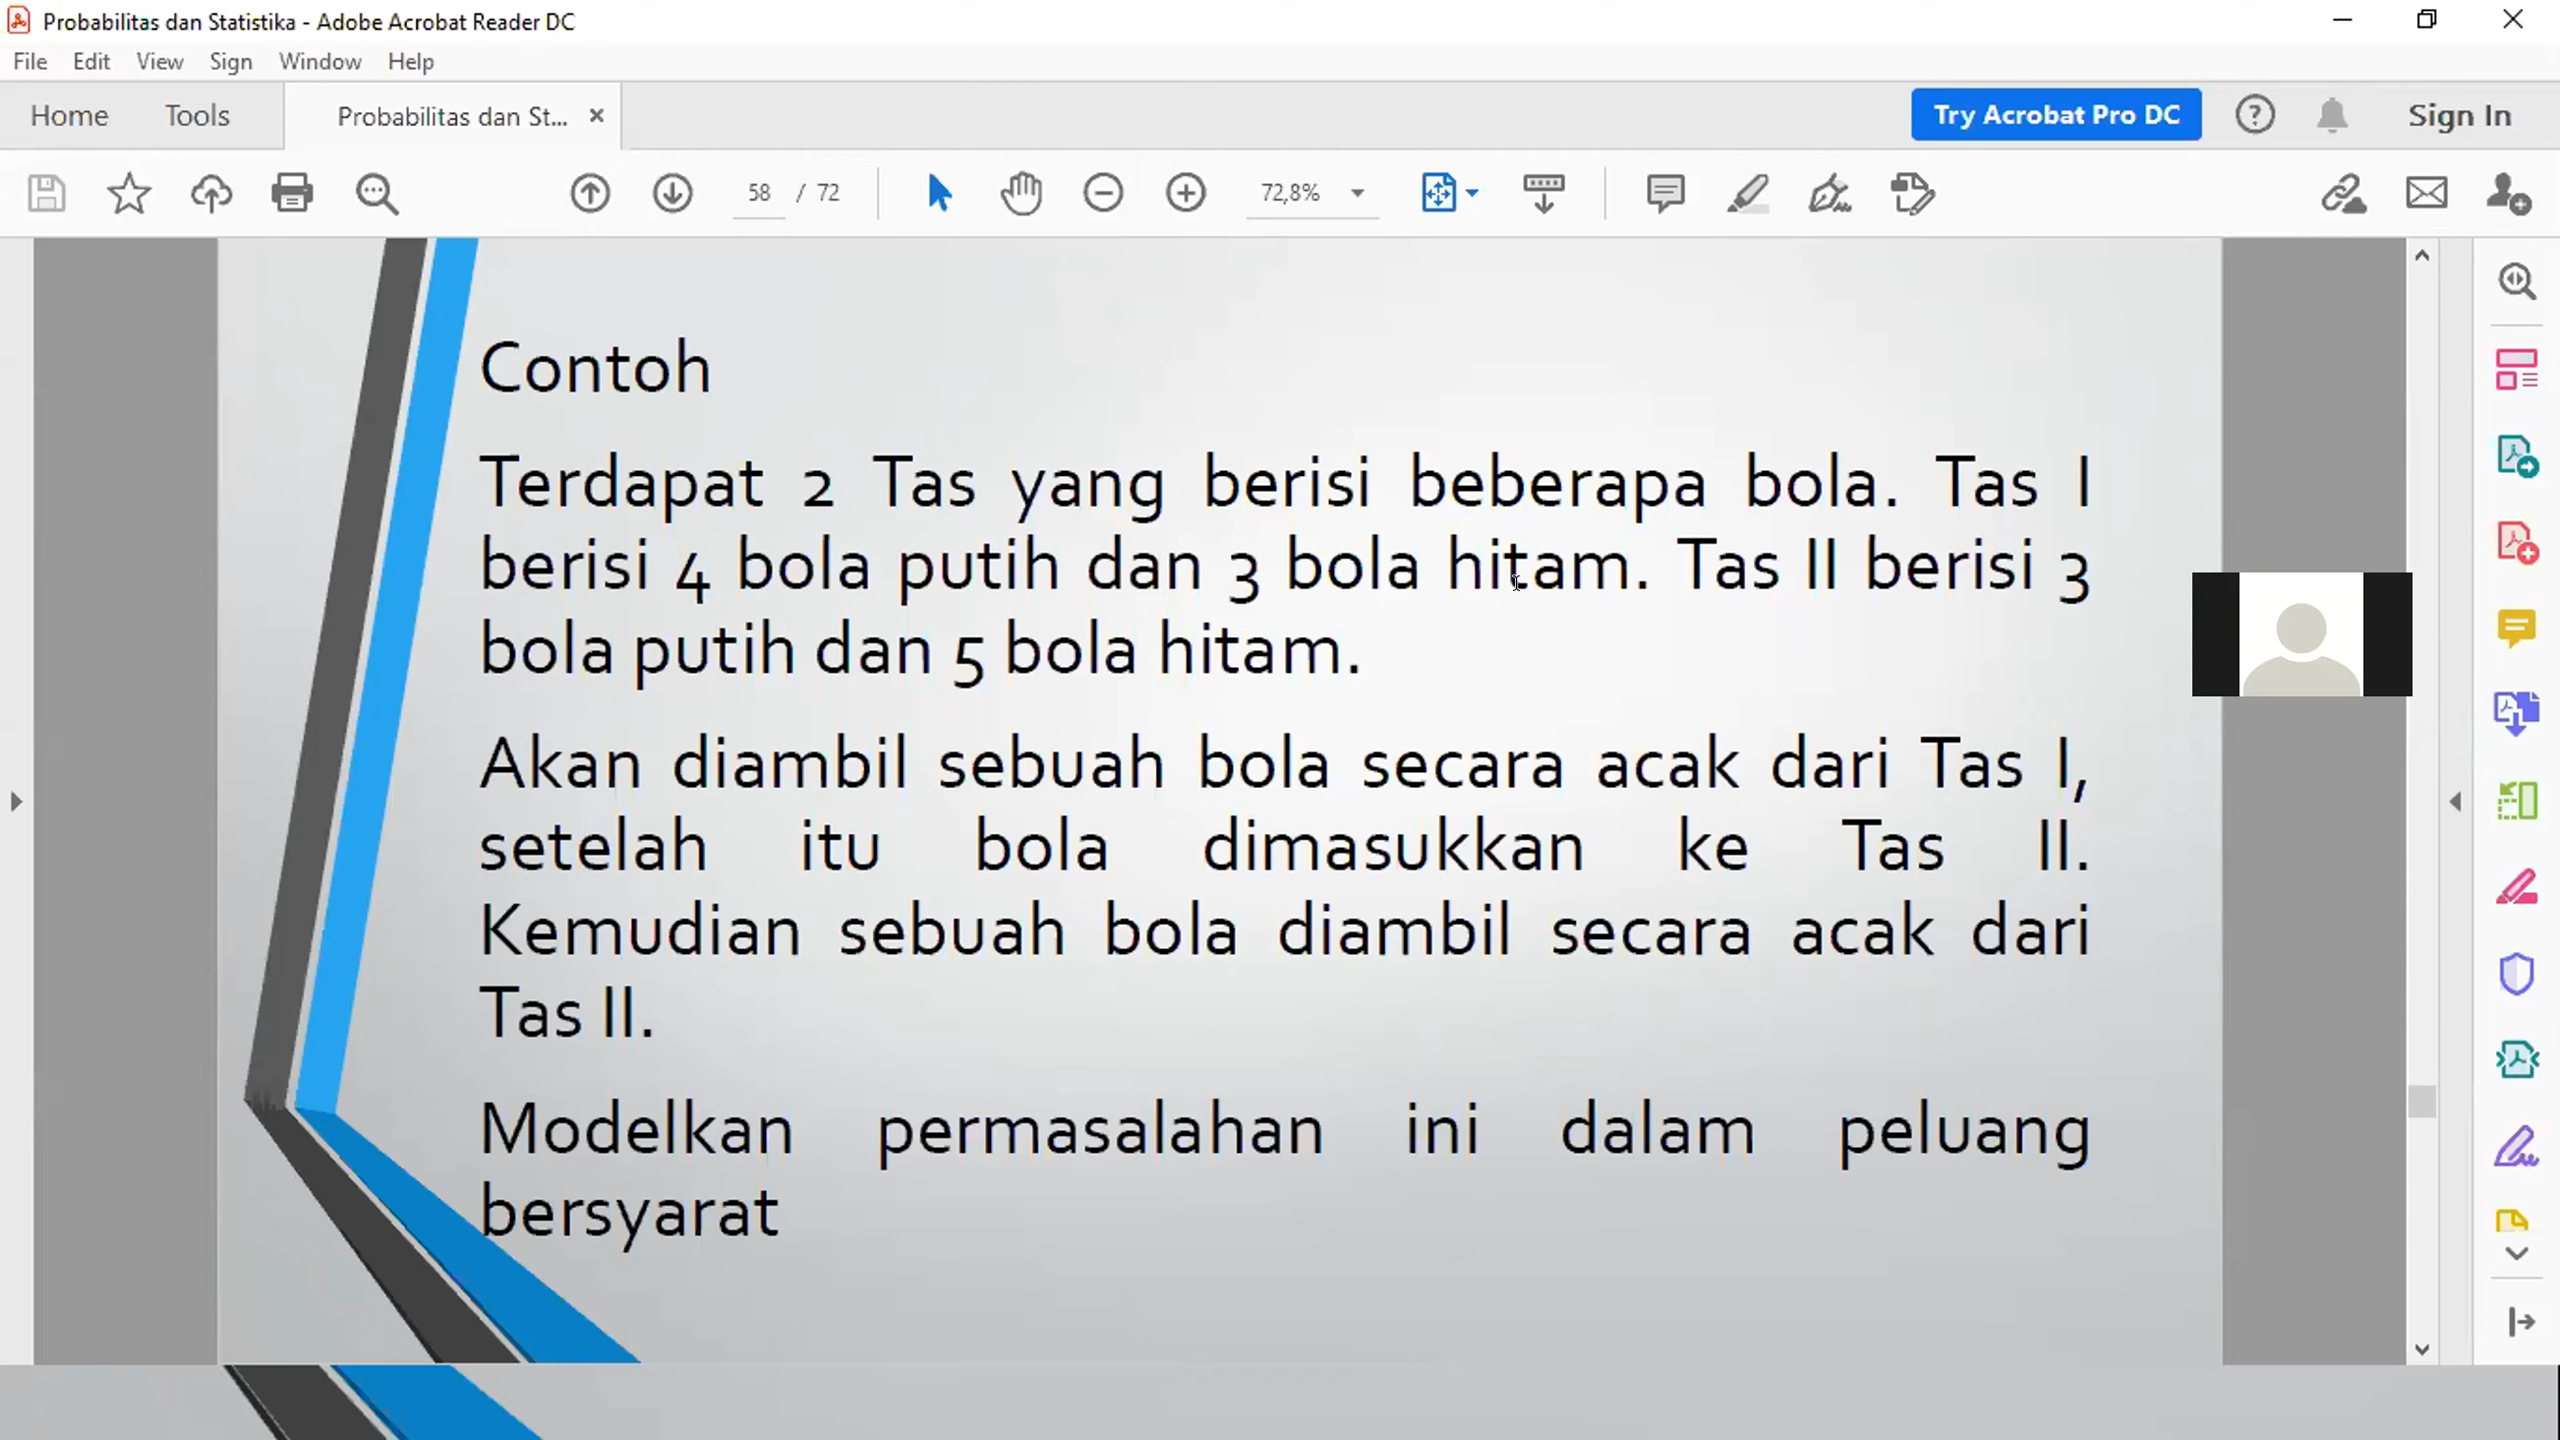 Probabilitas dan Statistika - Adobe Acrobat Reader DC
File Edit View Sign Window Help
Home Tools Probabilitas dan St... × Try Acrobat Pro DC Sign In
58 / 72 72,8%
Contoh
Terdapat 2 Tas yang berisi beberapa bola. Tas I
berisi 4 bola putih dan 3 bola hitam. Tas II berisi 3
bola putih dan 5 bola hitam.
Akan diambil sebuah bola secara acak dari Tas I,
setelah itu bola dimasukkan ke Tas II.
Kemudian sebuah bola diambil secara acak dari
Tas II.
Modelkan permasalahan ini dalam peluang
bersyarat